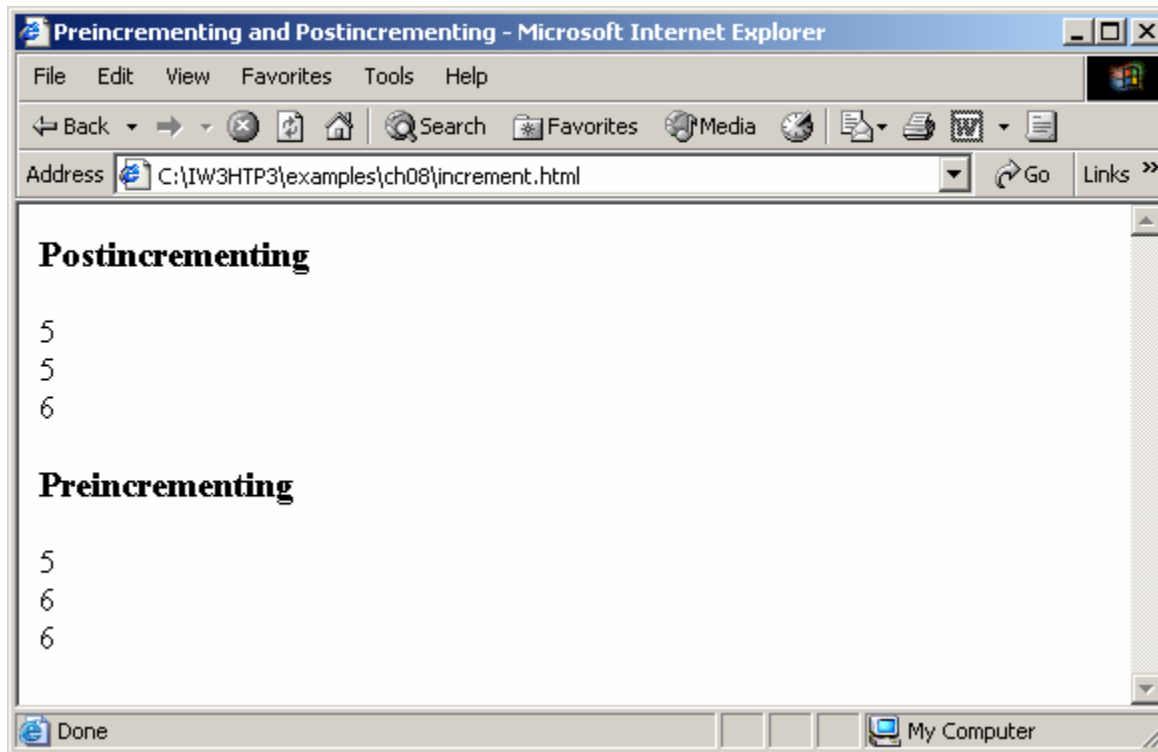 Preincrementing and Postincrementing - Microsoft Internet Explorer
File Edit View Favorites Tools Help
Back Search Favorites Media W
Address C:\IW3HTP3\examples\ch08\increment.html Go Links »
Postincrementing
5
5
6
Preincrementing
5
6
6
Done My Computer